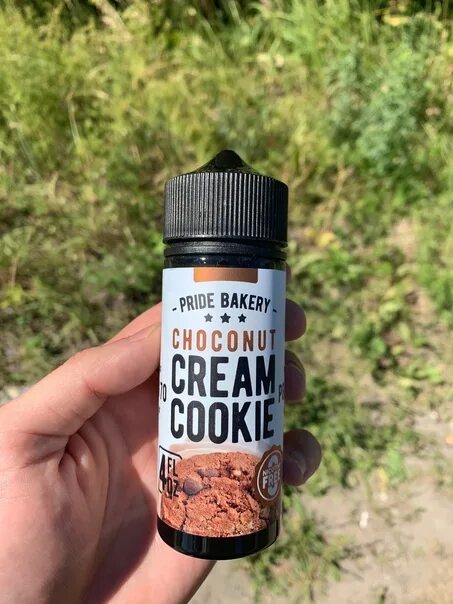 - PRIDE BAKERY -
CHOCONUT
CREAM
COOKIE
4 FL
OZ